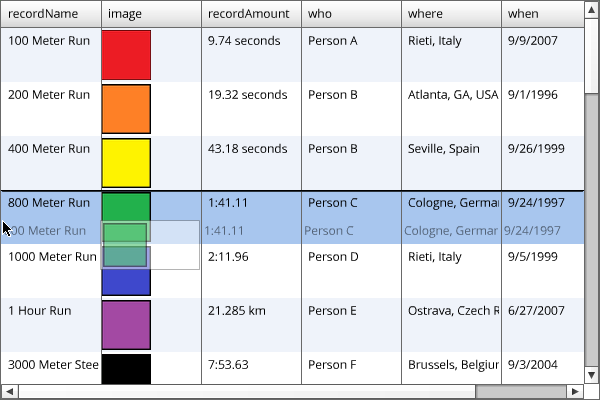 recordName image recordAmount who where when
100 Meter Run 9.74 seconds Person A Rieti, Italy 9/9/2007
200 Meter Run 19.32 seconds Person B Atlanta, GA, USA 9/1/1996
400 Meter Run 43.18 seconds Person B Seville, Spain 9/26/1999
800 Meter Run 1:41.11 Person C Cologne, Germa 9/24/1997
00 Meter Run 1:41.11 Person C Cologne, German 9/24/1997
1000 Meter Run 2:11.96 Person D Rieti, Italy 9/5/1999
1 Hour Run 21.285 km Person E Ostrava, Czech R 6/27/2007
3000 Meter Stee 7:53.63 Person F Brussels, Belgiur 9/3/2004